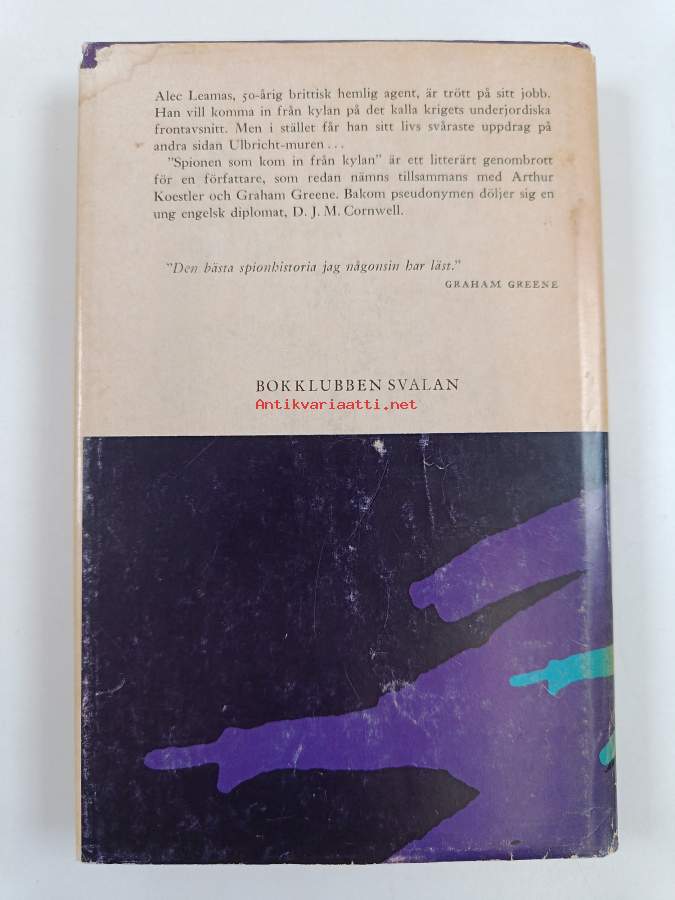 Alec Leamas, 50-årig brittisk hemlig agent, är trött på sitt jobb.
Han vill komma in från kylan på det kalla krigets underjordiska
frontavsnitt. Men i stället får han sitt livs svåraste uppdrag på
andra sidan Ulbricht-muren . . .
"Spionen som kom in från kylan" är ett litterärt genombrott
för en författare, som redan nämns tillsammans med Arthur
Koestler och Graham Greene. Bakom pseudonymen döljer sig en
ung engelsk diplomat, D. J. M. Cornwell.
"Den bästa spionhistoria jag någonsin har läst."
GRAHAM GREENE
BOKKLUBBEN SVALAN
Antikvariaatti.net